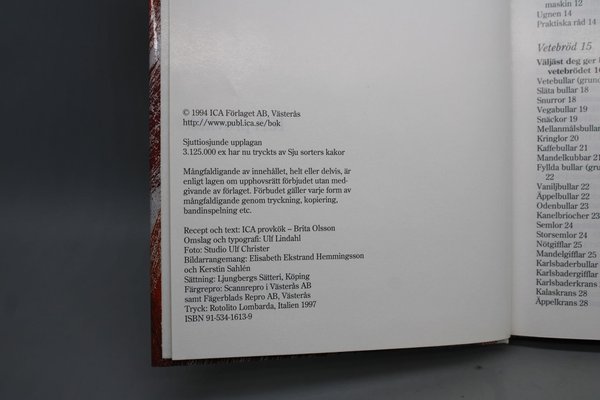 © 1994 ICA Förlaget AB, Västerås
http://www.publ.ica.se/bok
Sjuttiosjunde upplagan
3.125.000 ex har nu tryckts av Sju sorters kakor
Mångfaldigande av innehållet, helt eller delvis, är
enligt lagen om upphovsrätt förbjudet utan med-
givande av förlaget. Förbudet gäller varje form av
mångfaldigande genom tryckning, kopiering,
bandinspelning etc.
Recept och text: ICA provkök – Brita Olsson
Omslag och typografi: Ulf Lindahl
Foto: Studio Ulf Christer
Bildarrangemang: Elisabeth Ekstrand Hemmingsson
och Kerstin Sahlén
Sättning: Ljungbergs Sätteri, Köping
Färgrepro: Scannrepro i Västerås AB
samt Fägerblads Repro AB, Västerås
Tryck: Rotolito Lombarda, Italien 1997
ISBN 91-534-1613-9
maskin 12
Ugnen 14
Praktiska råd 14
Vetebröd 15
Väljäst deg ger
vetebrödet 16
Vetebullar (grund
Släta bullar 18
Snurror 18
Vegabullar 19
Snäckor 19
Mellanmålsbullar
Kringlor 20
Kaffebullar 21
Mandelkubbar 21
Fyllda bullar (gru
22
Vaniljbullar 22
Äppelbullar 22
Odenbullar 23
Kanelbriocher 23
Semlor 24
Storsemlor 24
Nötgifflar 25
Mandelgifflar 25
Karlsbaderbullar
Karlsbadergifflar
Karlsbaderkrans
Kalaskrans 28
Äppelkrans 28